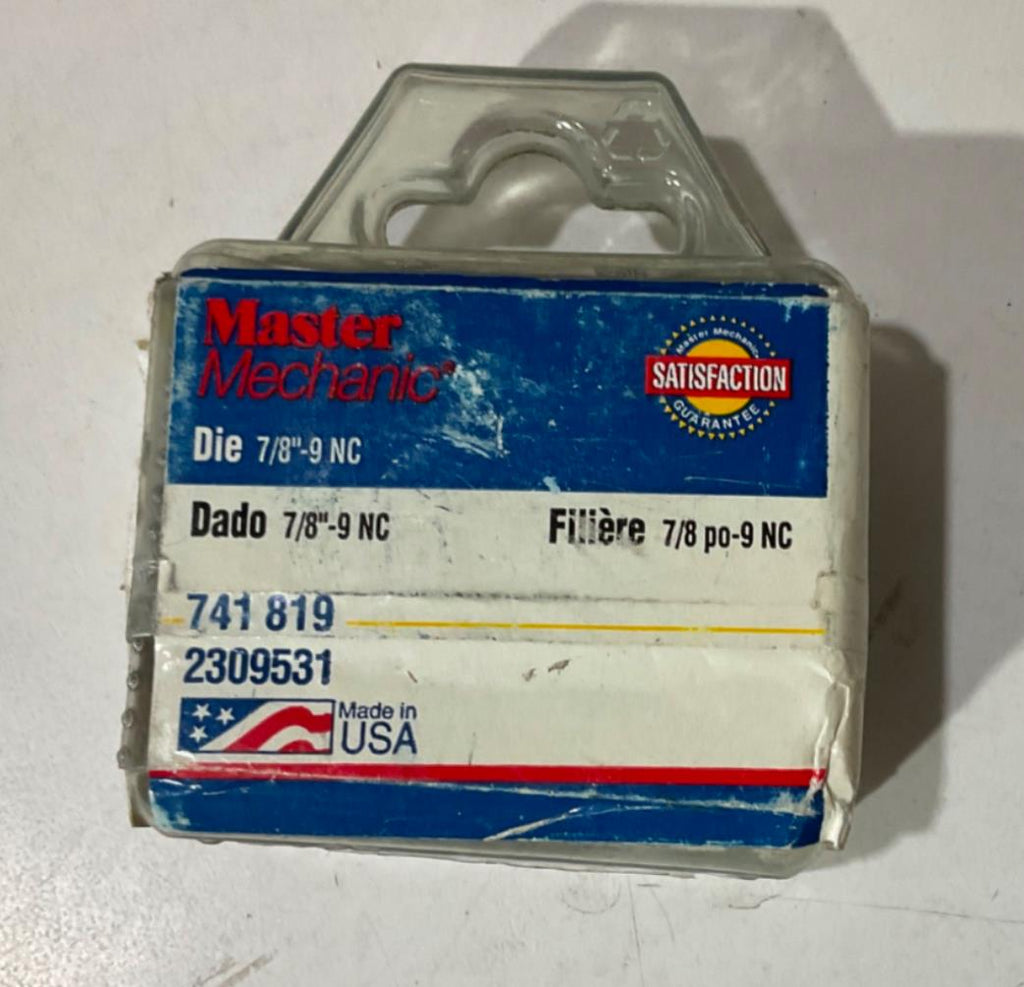 Master
Mechanic®
Master Mechanic
SATISFACTION
GUARANTEE
Die 7/8"-9 NC
Dado 7/8"-9 NC
Filière 7/8 po-9 NC
741 819
2309531
Made in
USA